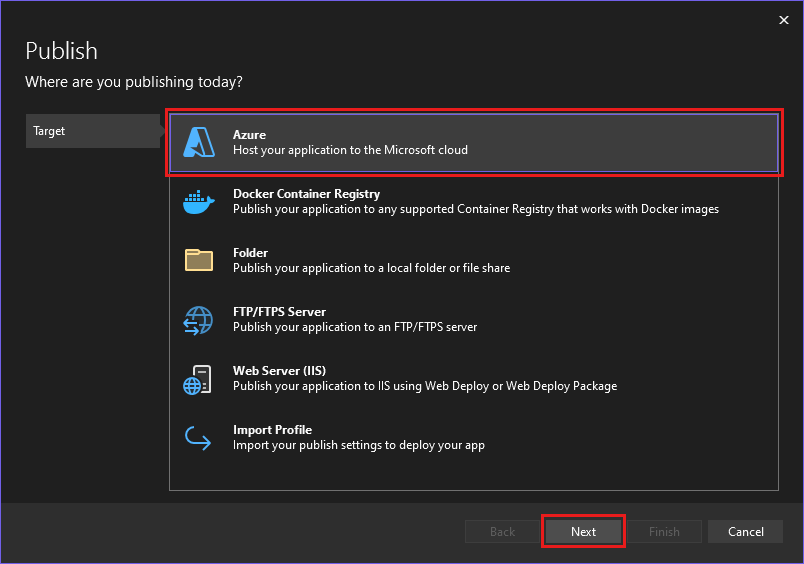 Publish
Where are you publishing today?
Target
Azure
Host your application to the Microsoft cloud
Docker Container Registry
Publish your application to any supported Container Registry that works with Docker images
Folder
Publish your application to a local folder or file share
FTP/FTPS Server
Publish your application to an FTP/FTPS server
Web Server (IIS)
Publish your application to IIS using Web Deploy or Web Deploy Package
Import Profile
Import your publish settings to deploy your app
Back Next Finish Cancel